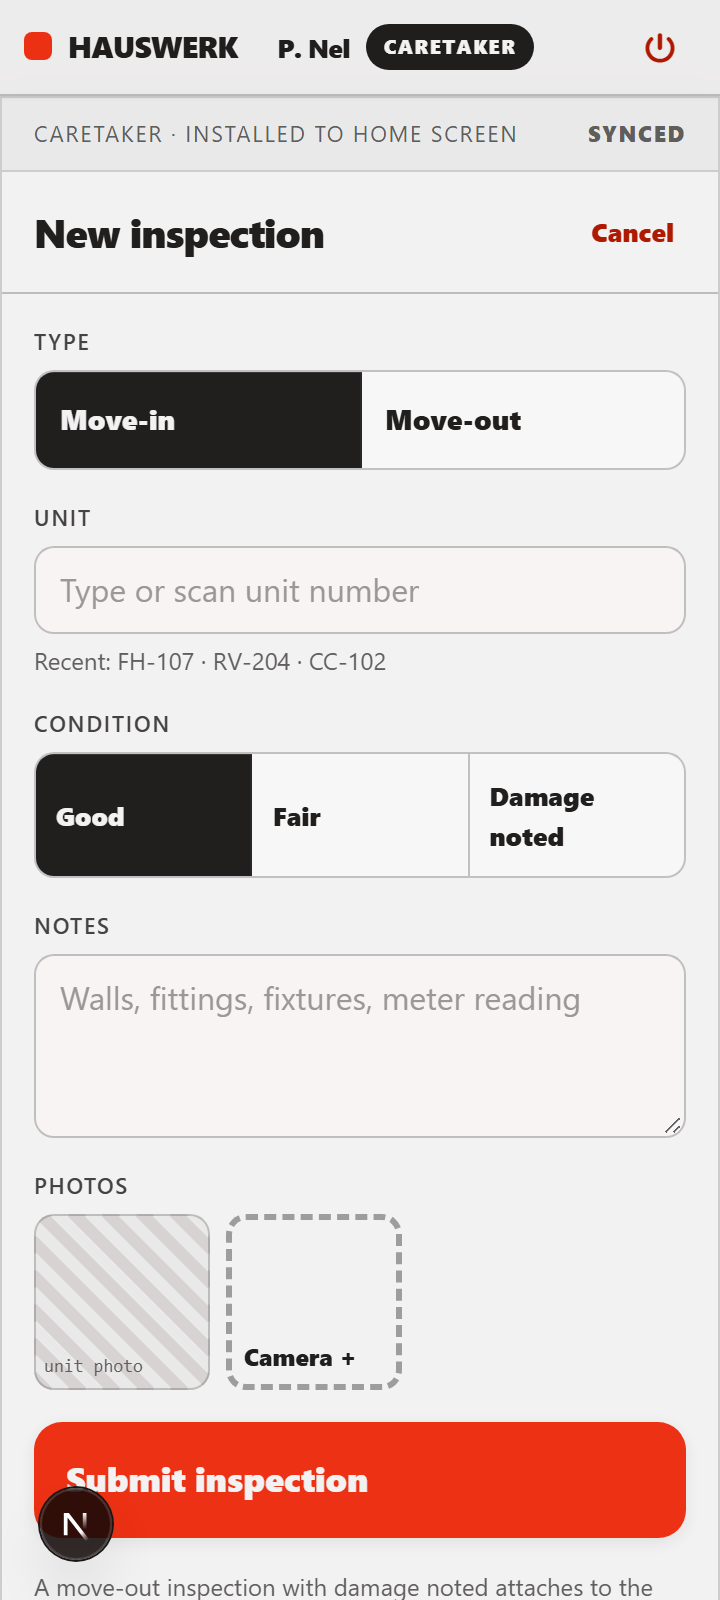 HAUSWERK P. Nel CARETAKER
CARETAKER · INSTALLED TO HOME SCREEN SYNCED
New inspection Cancel
TYPE
Move-in Move-out
UNIT
Type or scan unit number
Recent: FH-107 · RV-204 · CC-102
CONDITION
Good Fair Damage
noted
NOTES
Walls, fittings, fixtures, meter reading
PHOTOS
unit photo Camera +
Submit inspection
N
A move-out inspection with damage noted attaches to the